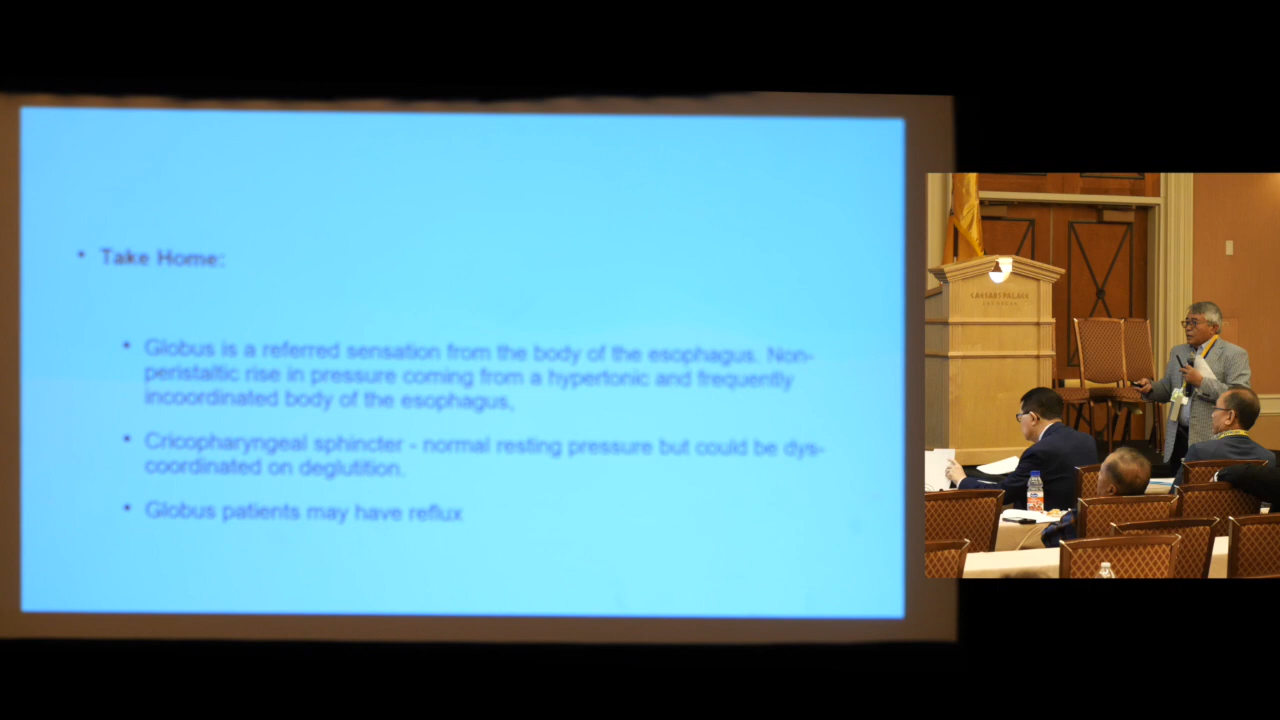 • Take Home:
• Globus is a referred sensation from the body of the esophagus. Non-
peristaltic rise in pressure coming from a hypertonic and frequently
incoordinated body of the esophagus,
• Cricopharyngeal sphincter - normal resting pressure but could be dys-
coordinated on deglutition.
• Globus patients may have reflux
CAESARS PALACE
LAS VEGAS